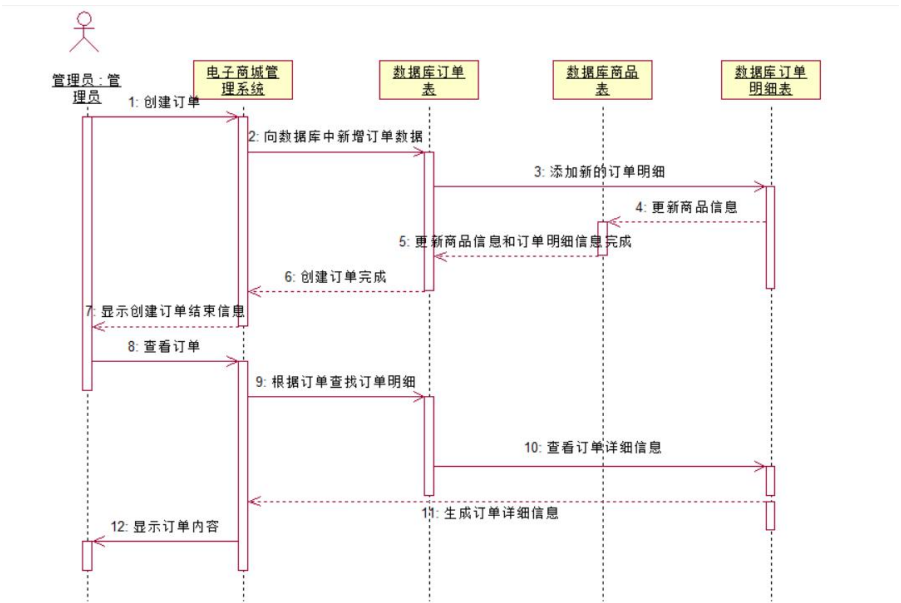 管理员 : 管
理员
电子商城管
理系统
数据库订单
表
数据库商品
表
数据库订单
明细表
1: 创建订单
2: 向数据库中新增订单数据
3: 添加新的订单明细
4: 更新商品信息
5: 更新商品信息和订单明细信息完成
6: 创建订单完成
7: 显示创建订单结束信息
8: 查看订单
9: 根据订单查找订单明细
10: 查看订单详细信息
11: 生成订单详细信息
12: 显示订单内容